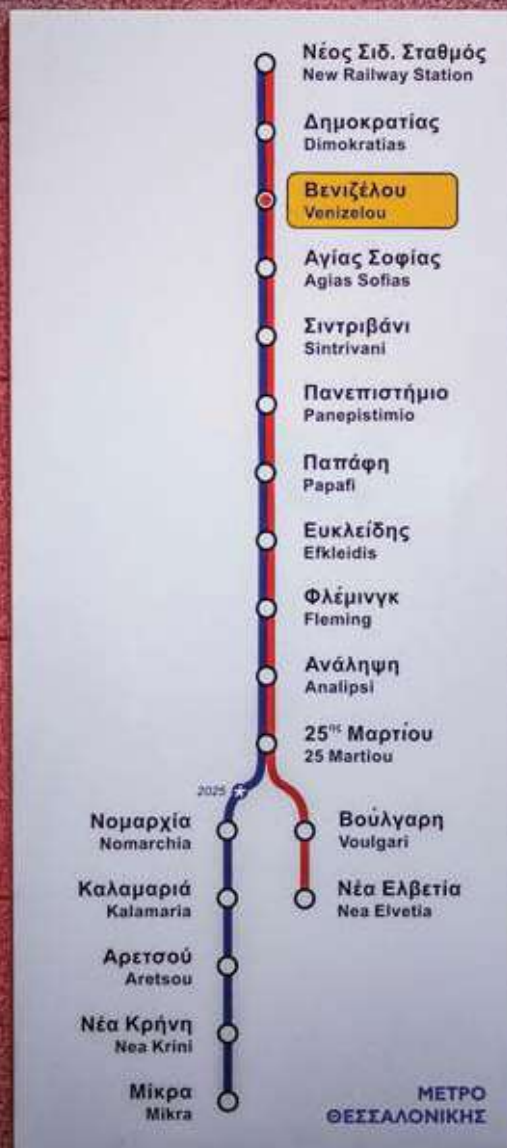 Νέος Σιδ. Σταθμός
New Railway Station
Δημοκρατίας
Dimokratias
Βενιζέλου
Venizelou
Αγίας Σοφίας
Agias Sofias
Σιντριβάνι
Sintrivani
Πανεπιστήμιο
Panepistimio
Παπάφη
Papafi
Ευκλείδης
Efkleidis
Φλέμινγκ
Fleming
Ανάληψη
Analipsi
25ης Μαρτίου
25 Martiou
2025 *
Νομαρχία
Nomarchia
Καλαμαριά
Kalamaria
Αρετσού
Aretsou
Νέα Κρήνη
Nea Krini
Μίκρα
Mikra
Βούλγαρη
Voulgari
Νέα Ελβετία
Nea Elvetia
ΜΕΤΡΟ
ΘΕΣΣΑΛΟΝΙΚΗΣ